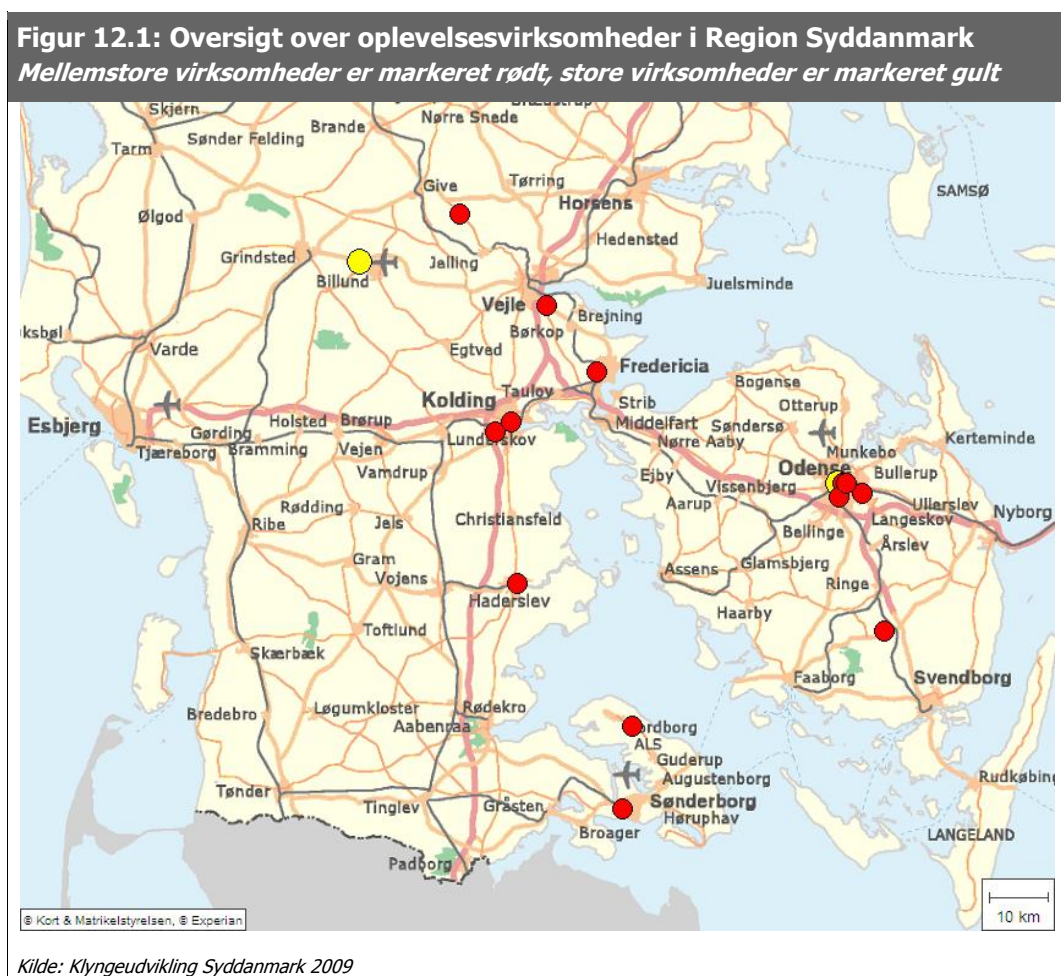 Figur 12.1: Oversigt over oplevelsesvirksomheder i Region Syddanmark
Mellemstore virksomheder er markeret rødt, store virksomheder er markeret gult
Skjern
Nørre Snede
Brande
Sønder Felding
Tarm
Give
Tørring
Horsens
SAMSØ
Ølgod
Hedensted
Grindsted
Jelling
Billund
Juelsminde
Vejle
Brejning
Børkop
ksbøl
Varde
Egtved
Fredericia
Taulov
Bogense
Kolding
Strib
Otterup
Esbjerg
Holsted
Brørup
Middelfart
Søndersø
Gørding
Lunderskov
Nørre Aaby
Munkebo
Kerteminde
Tjæreborg
Bramming
Vejen
Odense
Bullerup
Vamdrup
Ejby
Vissenbjerg
Aarup
Ullerslev
Rødding
Nyborg
Ribe
Jels
Christiansfeld
Bellinge
Langeskov
Årslev
Gram
Assens
Glamsbjerg
Vojens
Ringe
Haderslev
Haarby
Toftlund
Skærbæk
Faaborg
Svendborg
Bredebro
Løgumkloster
Rødekro
Aabenraa
ordborg
ALS
Guderup
Augustenborg
Rudkøbing
Tønder
Tinglev
Gråsten
Sønderborg
Høruphav
Broager
LANGELAND
Padborg
10 km
© Kort & Matrikelstyrelsen, © Experian
Kilde: Klyngeudvikling Syddanmark 2009